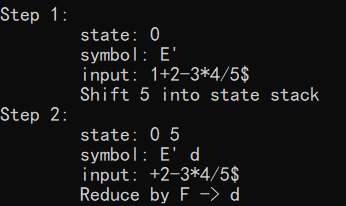 Step 1:
state: 0
symbol: E'
input: 1+2-3*4/5$
Shift 5 into state stack
Step 2:
state: 0 5
symbol: E' d
input: +2-3*4/5$
Reduce by F -> d